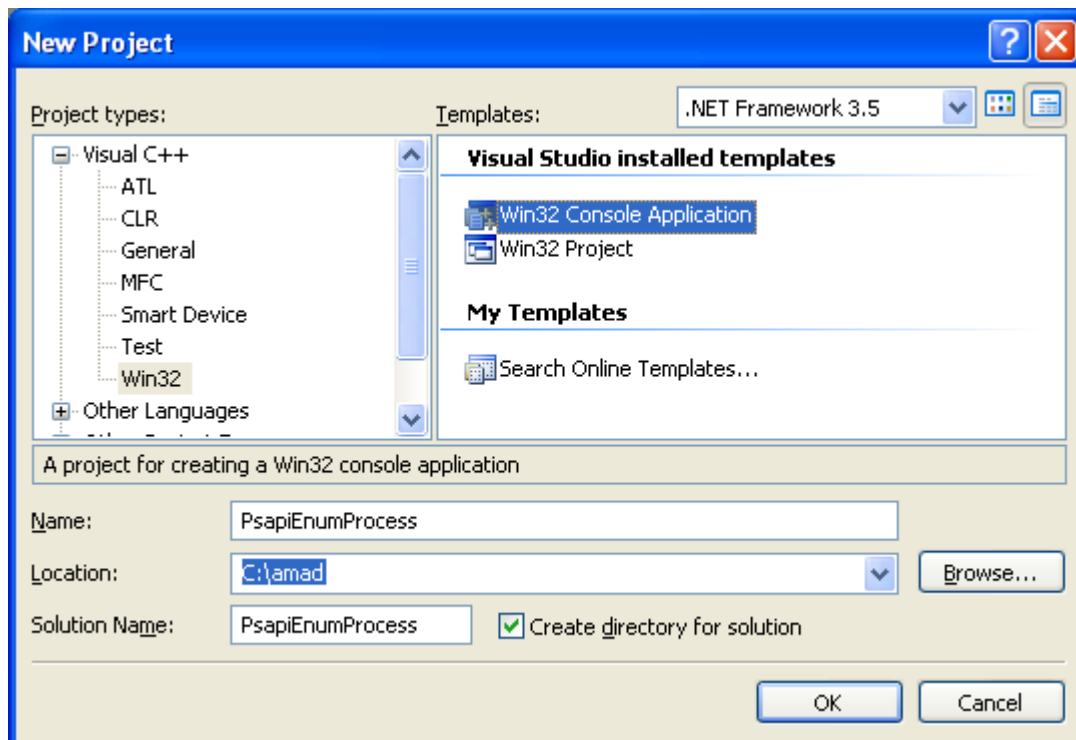 New Project
Project types:
Templates:
.NET Framework 3.5
Visual C++
ATL
CLR
General
MFC
Smart Device
Test
Win32
Other Languages
Visual Studio installed templates
Win32 Console Application
Win32 Project
My Templates
Search Online Templates...
A project for creating a Win32 console application
Name:
PsapiEnumProcess
Location:
C:\amad
Browse...
Solution Name:
PsapiEnumProcess
Create directory for solution
OK
Cancel